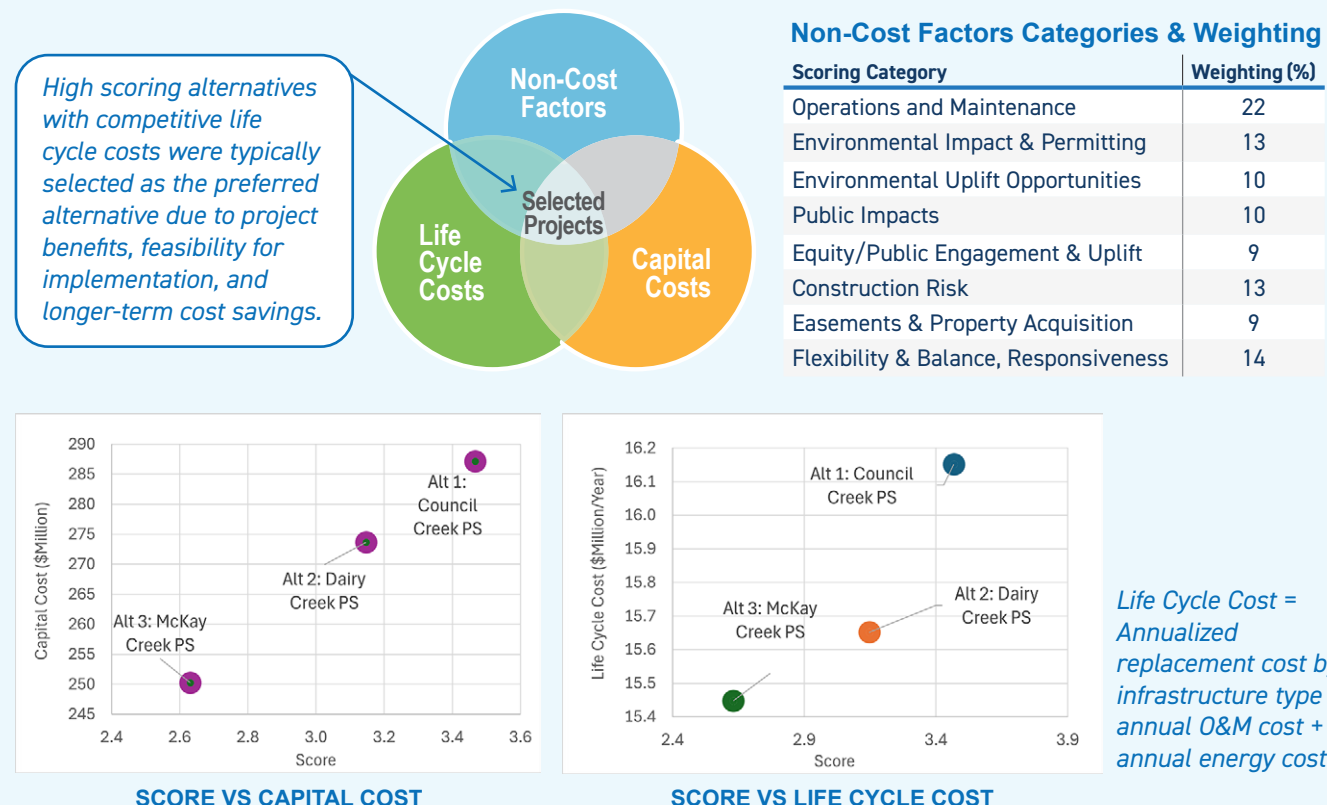 High scoring alternatives
with competitive life
cycle costs were typically
selected as the preferred
alternative due to project
benefits, feasibility for
implementation, and
longer-term cost savings.
Non-Cost
Factors
Selected
Projects
Life
Cycle
Costs
Capital
Costs
Non-Cost Factors Categories & Weighting
Scoring Category Weighting (%)
Operations and Maintenance 22
Environmental Impact & Permitting 13
Environmental Uplift Opportunities 10
Public Impacts 10
Equity/Public Engagement & Uplift 9
Construction Risk 13
Easements & Property Acquisition 9
Flexibility & Balance, Responsiveness 14
Capital Cost ($Million)
290
285
280
275
270
265
260
255
250
245
Alt 1:
Council
Creek PS
Alt 2: Dairy
Creek PS
Alt 3: McKay
Creek PS
2.4 2.6 2.8 3.0 3.2 3.4 3.6
Score
SCORE VS CAPITAL COST
Life Cycle Cost ($Million/Year)
16.2
16.1
16.0
15.9
15.8
15.7
15.6
15.5
15.4
Alt 1: Council
Creek PS
Alt 2: Dairy
Creek PS
Alt 3: McKay
Creek PS
2.4 2.9 3.4 3.9
Score
SCORE VS LIFE CYCLE COST
Life Cycle Cost =
Annualized
replacement cost
infrastructure type
annual O&M cost +
annual energy cost